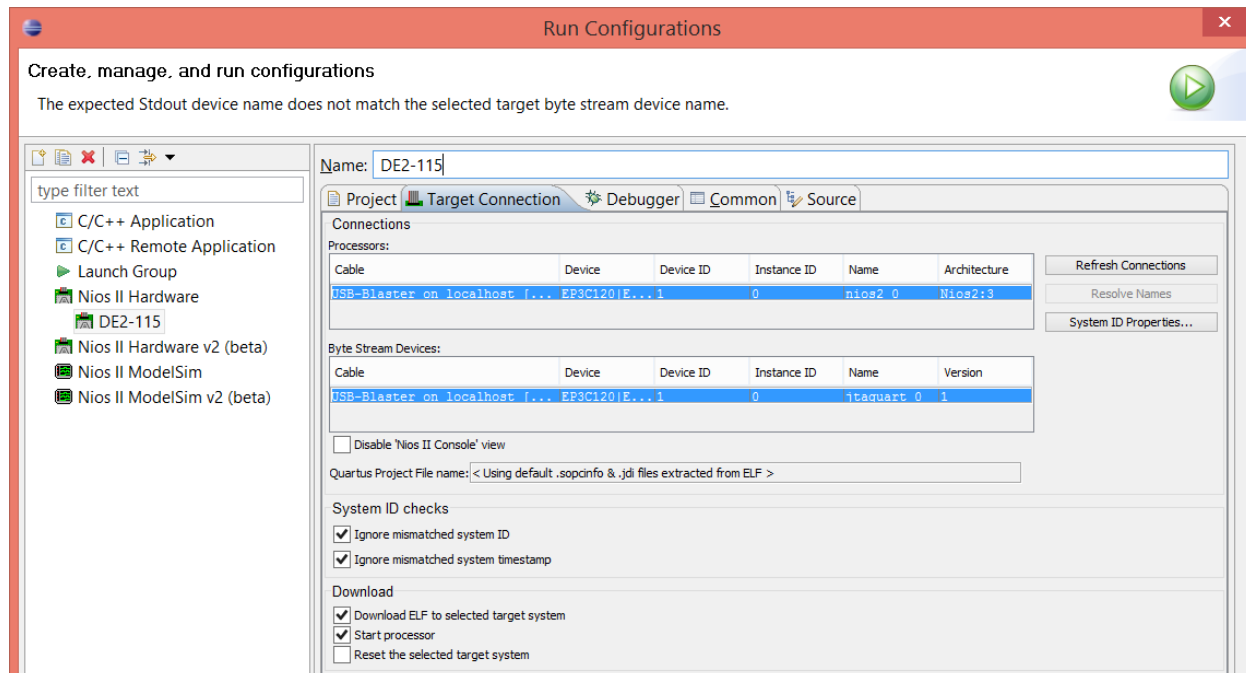 Run Configurations
Create, manage, and run configurations
The expected Stdout device name does not match the selected target byte stream device name.
type filter text
C/C++ Application
C/C++ Remote Application
Launch Group
Nios II Hardware
DE2-115
Nios II Hardware v2 (beta)
Nios II ModelSim
Nios II ModelSim v2 (beta)
Name: DE2-115
Project Target Connection Debugger Common Source
Connections
Processors:
Cable Device Device ID Instance ID Name Architecture
USB-Blaster on localhost [... EP3C120|E... 1 0 nios2_0 Nios2:3
Refresh Connections
Resolve Names
System ID Properties...
Byte Stream Devices:
Cable Device Device ID Instance ID Name Version
USB-Blaster on localhost [... EP3C120|E... 1 0 jtaguart_0 1
Disable 'Nios II Console' view
Quartus Project File name: < Using default .sopcinfo & .jdi files extracted from ELF >
System ID checks
Ignore mismatched system ID
Ignore mismatched system timestamp
Download
Download ELF to selected target system
Start processor
Reset the selected target system